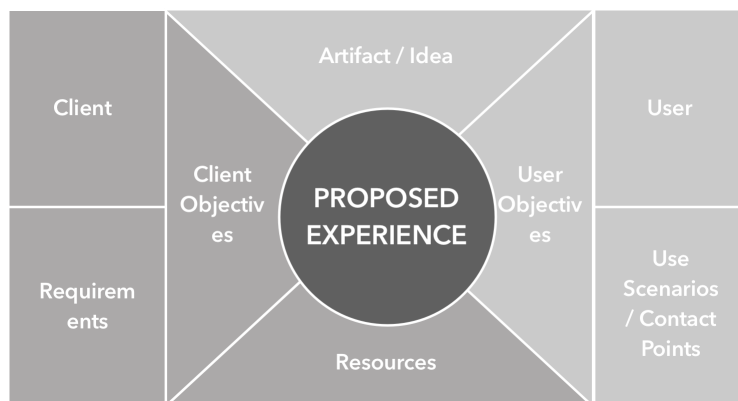 Artifact / Idea
Client
User
Client
Objectiv
es
PROPOSED
EXPERIENCE
User
Objectiv
es
Requirem
ents
Use
Scenarios
/ Contact
Points
Resources